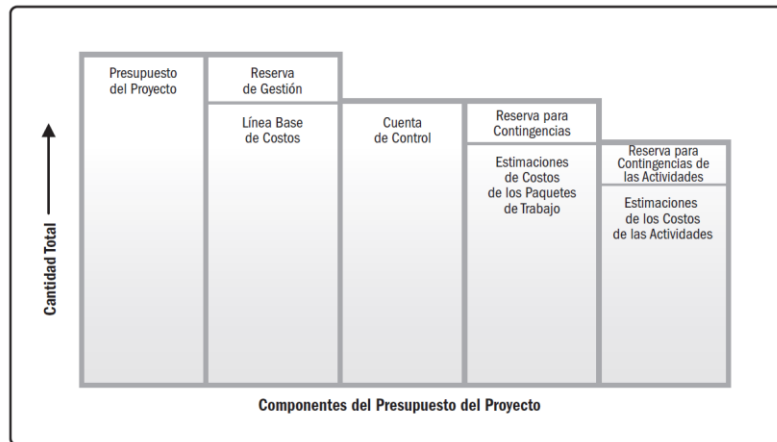 Presupuesto
del Proyecto
Reserva
de Gestión
Línea Base
de Costos
Cuenta
de Control
Reserva para
Contingencias
Estimaciones
de Costos
de los Paquetes
de Trabajo
Reserva para
Contingencias de
las Actividades
Estimaciones
de los Costos
de las Actividades
Cantidad Total
Componentes del Presupuesto del Proyecto